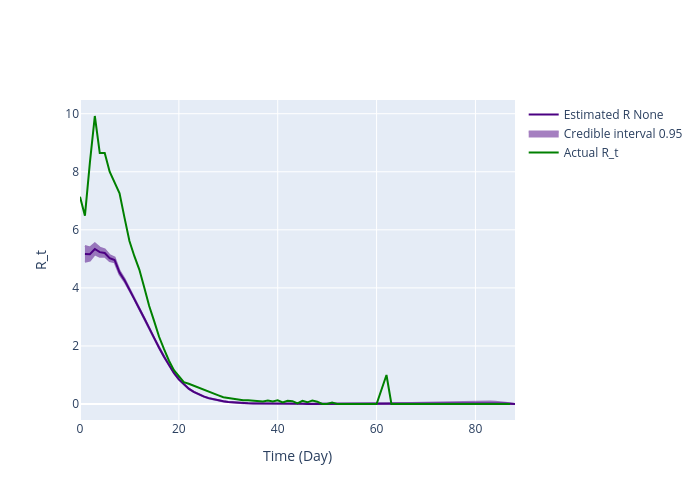 Estimated R None
Credible interval 0.95
Actual R_t
R_t
10
8
6
4
2
0
0 20 40 60 80
Time (Day)